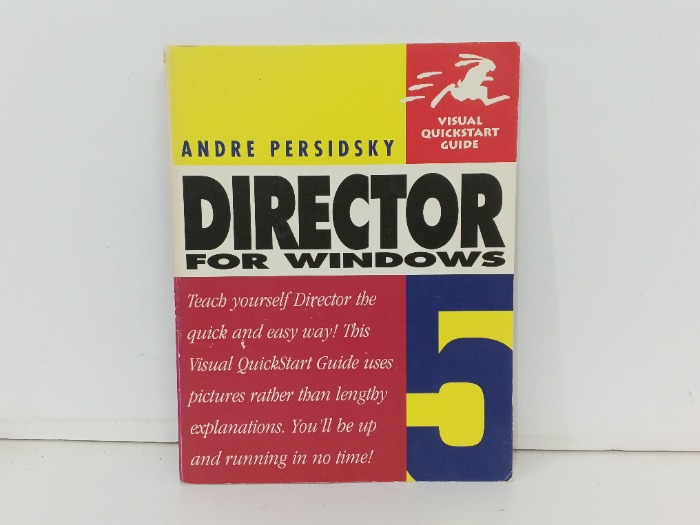 VISUAL
QUICKSTART
GUIDE
ANDRE PERSIDSKY
DIRECTOR
FOR WINDOWS
Teach yourself Director the
quick and easy way! This
Visual QuickStart Guide uses
pictures rather than lengthy
explanations. You'll be up
and running in no time!
5